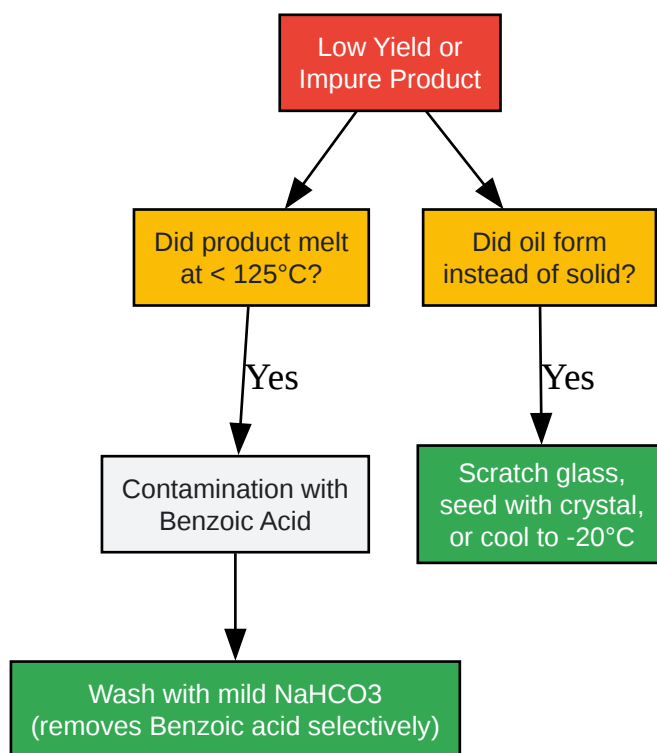 Low Yield or
Impure Product
Did product melt
at < 125°C?
Did oil form
instead of solid?
Yes
Yes
Contamination with
Benzoic Acid
Scratch glass,
seed with crystal,
or cool to -20°C
Wash with mild NaHCO3
(removes Benzoic acid selectively)